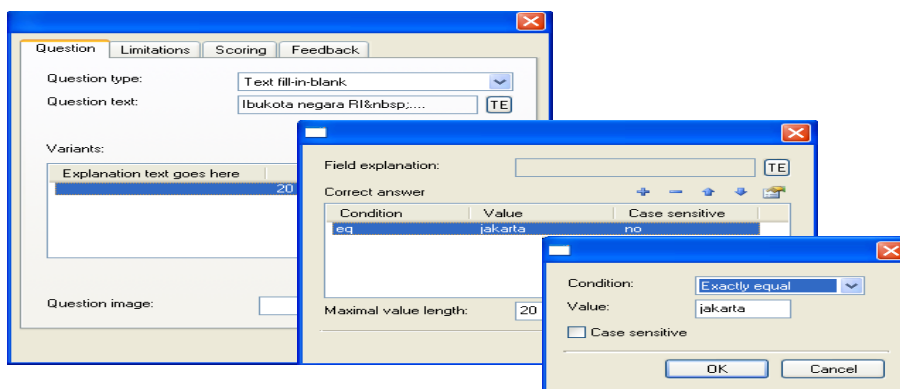 Question Limitations Scoring Feedback
Question type: Text fill-in-blank
Question text: Ibukota negara RI&nbsp;.... TE
Variants:
Explanation text goes here
20
Question image:
Field explanation: TE
Correct answer
Condition Value Case sensitive
eq jakarta no
Maximal value length: 20
Condition: Exactly equal
Value: jakarta
Case sensitive
OK Cancel